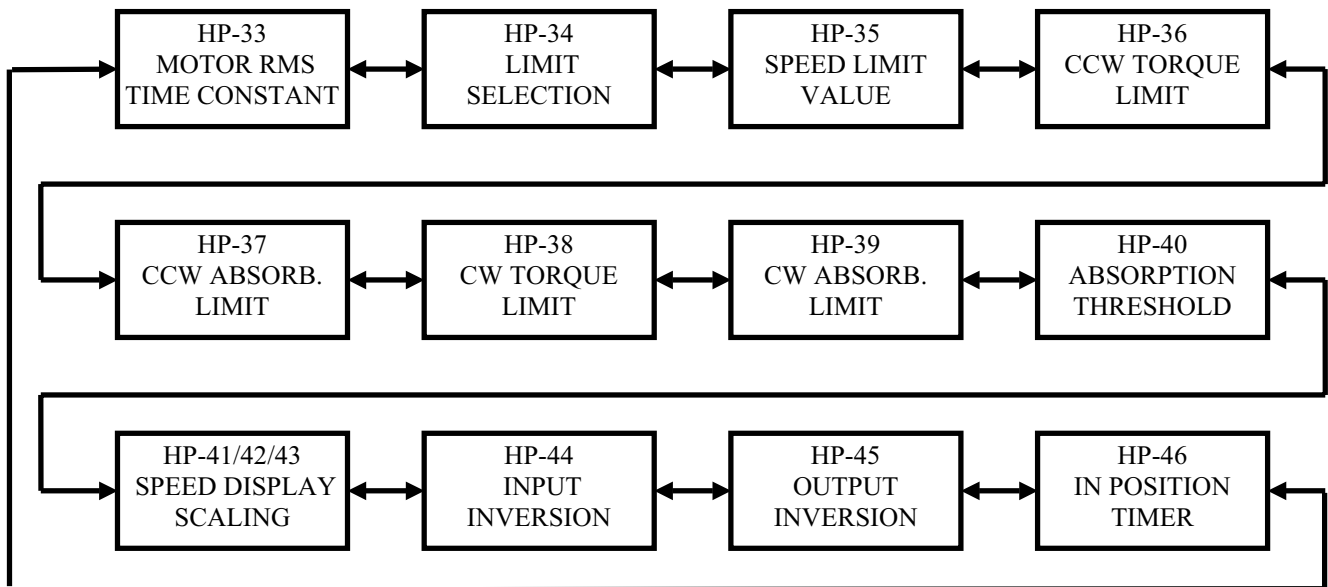 HP-33
MOTOR RMS
TIME CONSTANT
HP-34
LIMIT
SELECTION
HP-35
SPEED LIMIT
VALUE
HP-36
CCW TORQUE
LIMIT
HP-37
CCW ABSORB.
LIMIT
HP-38
CW TORQUE
LIMIT
HP-39
CW ABSORB.
LIMIT
HP-40
ABSORPTION
THRESHOLD
HP-41/42/43
SPEED DISPLAY
SCALING
HP-44
INPUT
INVERSION
HP-45
OUTPUT
INVERSION
HP-46
IN POSITION
TIMER